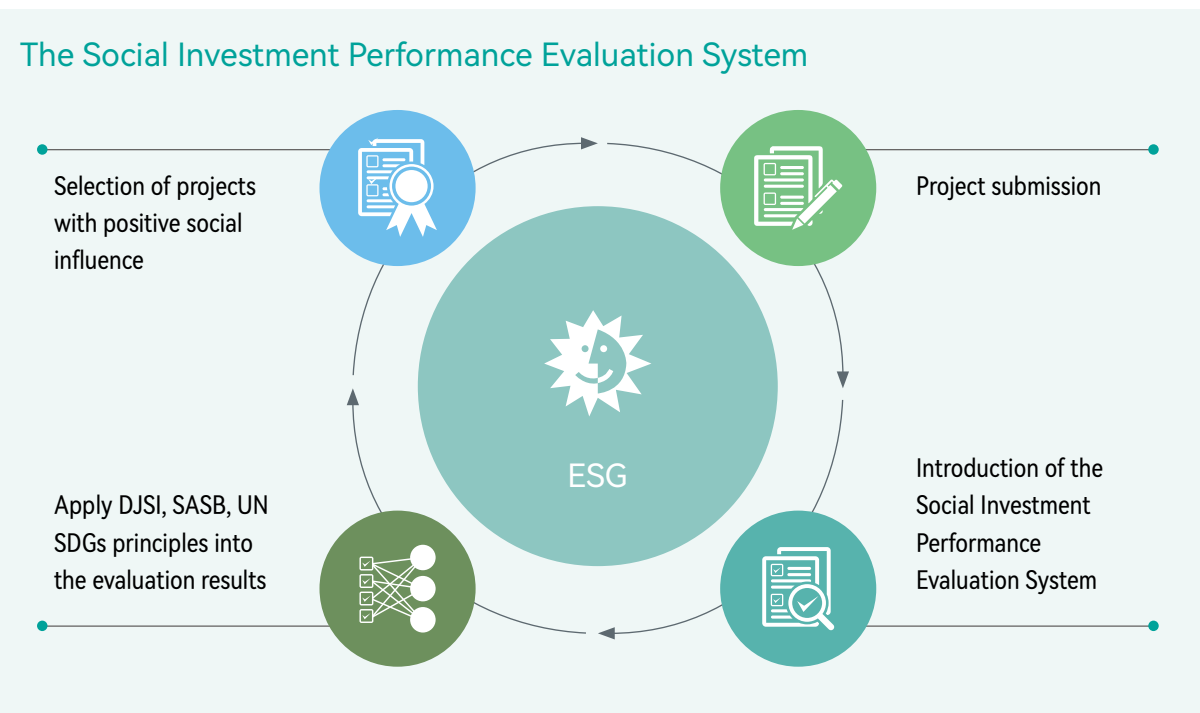 The Social Investment Performance Evaluation System
Selection of projects
with positive social
influence
Project submission
ESG
Apply DJSI, SASB, UN
SDGs principles into
the evaluation results
Introduction of the
Social Investment
Performance
Evaluation System